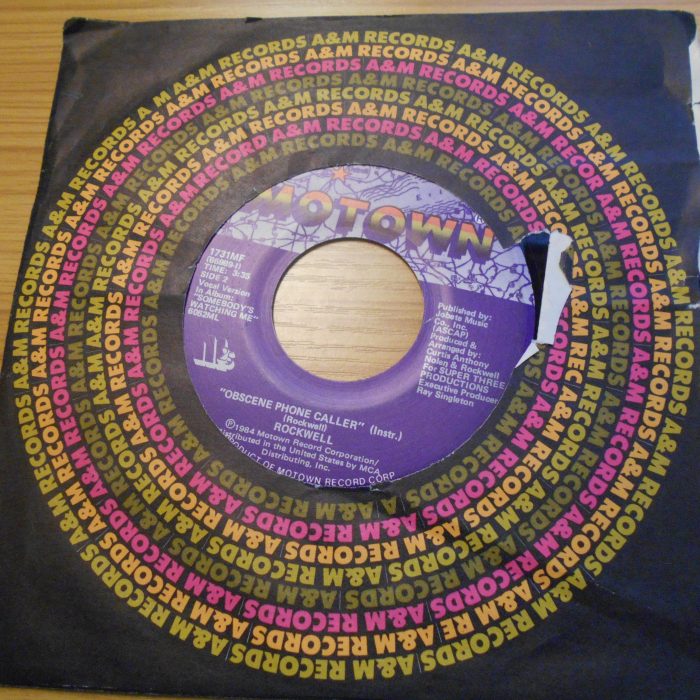 A&M RECORDS A&M RECORDS A&M RECORDS A&M RECORDS
MOTOWN
1731MF
(66989-1)
TIME: 3:35
SIDE 2
Vocal Version
In Album:
"SOMEBODY'S
WATCHING ME"
6052ML
Published by:
Jobete Music
Co., Inc.
(ASCAP)
Produced &
Arranged by:
Curtis Anthony
Nolen & Rockwell
For SUPER THREE
PRODUCTIONS
Executive Producer
Ray Singleton
"OBSCENE PHONE CALLER" (Instr.)
(Rockwell)
ROCKWELL
℗1984 Motown Record Corporation/
Distributed in the United States by MCA
Distributing, Inc.
PRODUCT OF MOTOWN RECORD CORP